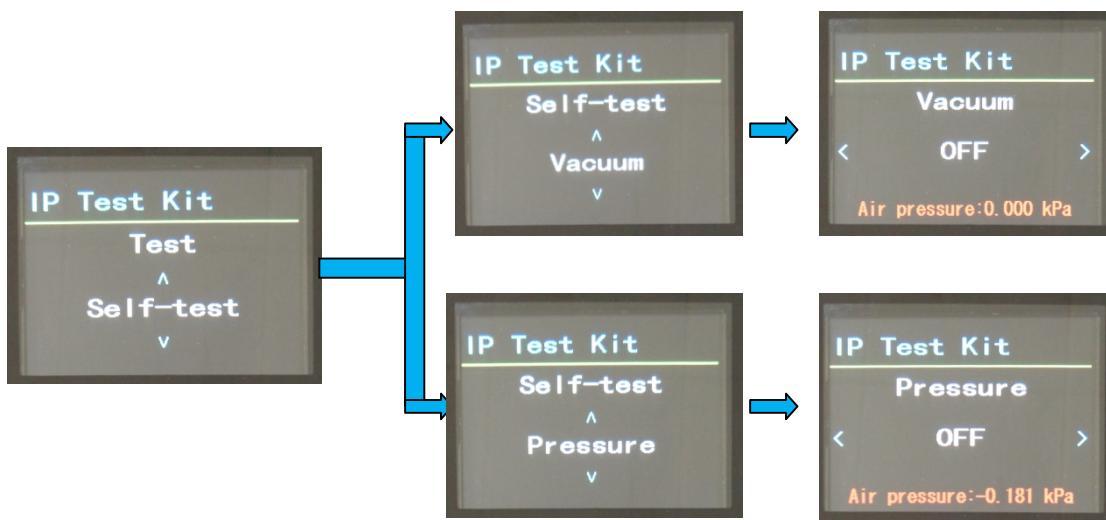 IP Test Kit
Test
^
Self-test
v
IP Test Kit
Self-test
^
Vacuum
v
IP Test Kit
Vacuum
< OFF >
Air pressure:0.000 kPa
IP Test Kit
Self-test
^
Pressure
v
IP Test Kit
Pressure
< OFF >
Air pressure:-0.181 kPa